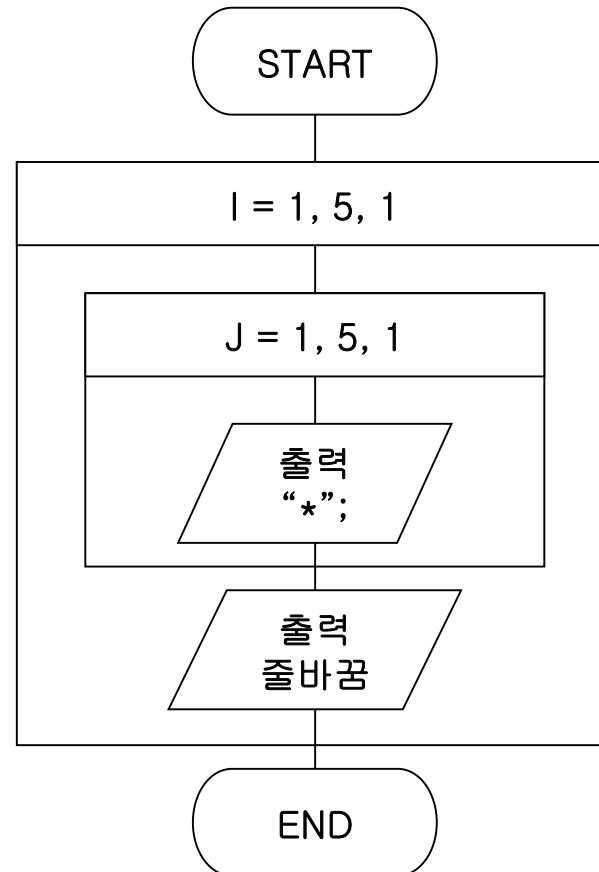 START
I = 1, 5, 1
J = 1, 5, 1
출력
“*”;
출력
줄바꿈
END